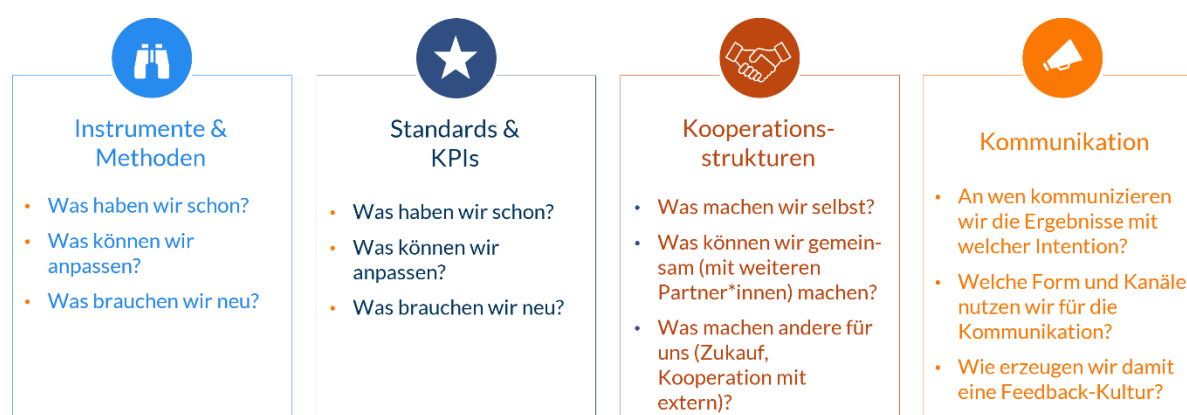 Instrumente &
Methoden
• Was haben wir schon?
• Was können wir
anpassen?
• Was brauchen wir neu?
Standards &
KPIs
• Was haben wir schon?
• Was können wir
anpassen?
• Was brauchen wir neu?
Kooperations-
strukturen
• Was machen wir selbst?
• Was können wir gemein-
sam (mit weiteren
Partner*innen) machen?
• Was machen andere für
uns (Zukauf,
Kooperation mit
extern)?
Kommunikation
• An wen kommunizieren
wir die Ergebnisse mit
welcher Intention?
• Welche Form und Kanäle
nutzen wir für die
Kommunikation?
• Wie erzeugen wir damit
eine Feedback-Kultur?